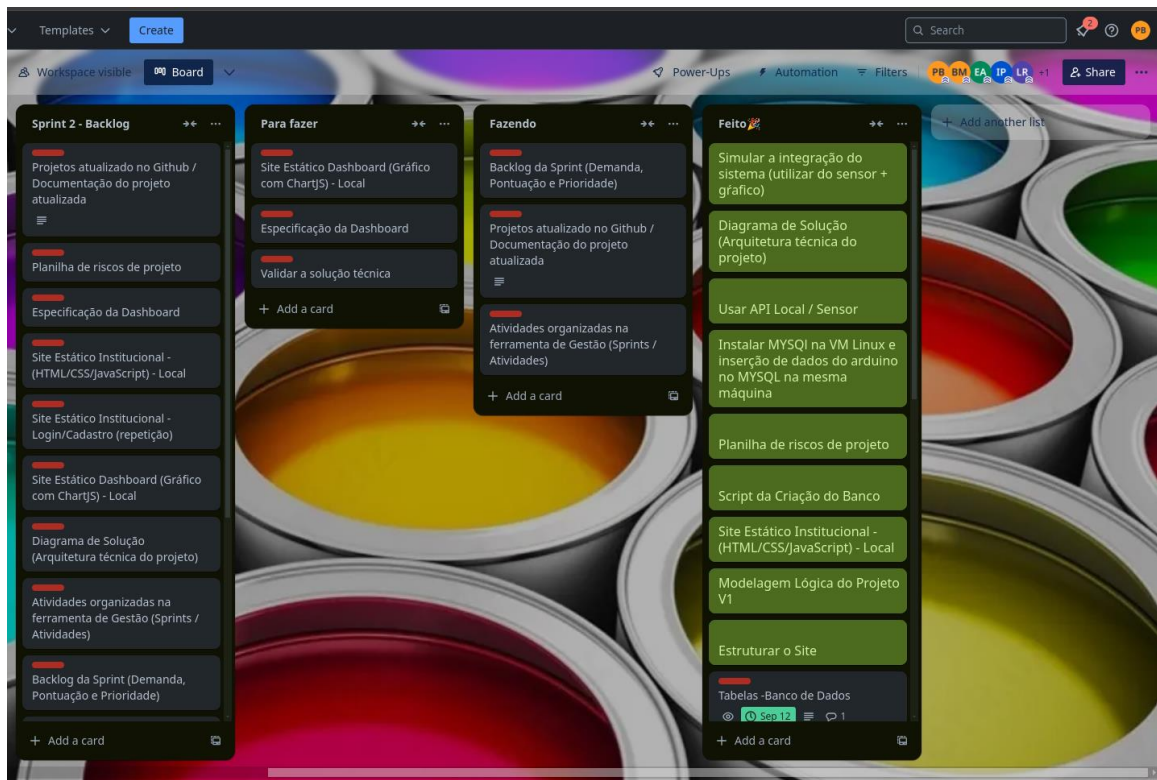 Templates
Create
Search
2
PB
Workspace visible
Board
Power-Ups
Automation
Filters
PB
BM
EA
IP
LR
+1
Share
Sprint 2 - Backlog
Projetos atualizado no Github /
Documentação do projeto
atualizada
Planilha de riscos de projeto
Especificação da Dashboard
Site Estático Institucional -
(HTML/CSS/JavaScript) - Local
Site Estático Institucional -
Login/Cadastro (repetição)
Site Estático Dashboard (Gráfico
com ChartJS) - Local
Diagrama de Solução
(Arquitetura técnica do projeto)
Atividades organizadas na
ferramenta de Gestão (Sprints /
Atividades)
Backlog da Sprint (Demanda,
Pontuação e Prioridade)
+ Add a card
Para fazer
Site Estático Dashboard (Gráfico
com ChartJS) - Local
Especificação da Dashboard
Validar a solução técnica
+ Add a card
Fazendo
Backlog da Sprint (Demanda,
Pontuação e Prioridade)
Projetos atualizado no Github /
Documentação do projeto
atualizada
Atividades organizadas na
ferramenta de Gestão (Sprints /
Atividades)
+ Add a card
Feito🎉
Simular a integração do
sistema (utilizar do sensor +
gŕafico)
Diagrama de Solução
(Arquitetura técnica do
projeto)
Usar API Local / Sensor
Instalar MYSQl na VM Linux e
inserção de dados do arduino
no MYSQL na mesma
máquina
Planilha de riscos de projeto
Script da Criação do Banco
Site Estático Institucional -
(HTML/CSS/JavaScript) - Local
Modelagem Lógica do Projeto
V1
Estruturar o Site
Tabelas -Banco de Dados
Sep 12
1
+ Add a card
+ Add another list